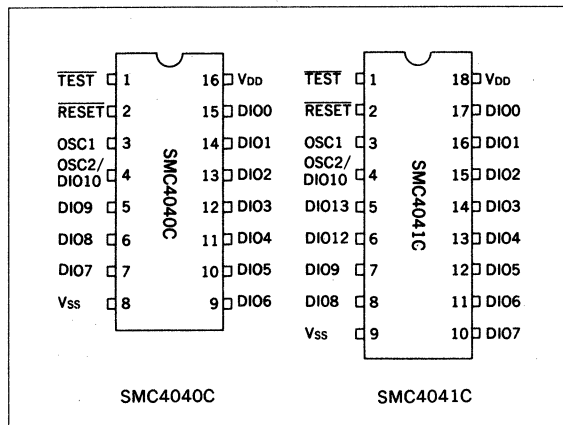 TEST 1 16 VDD
RESET 2 15 DIO0
OSC1 3 14 DIO1
OSC2/
DIO10 4 13 DIO2
DIO9 5 12 DIO3
DIO8 6 11 DIO4
DIO7 7 10 DIO5
VSS 8 9 DIO6
SMC4040C
SMC4040C
TEST 1 18 VDD
RESET 2 17 DIO0
OSC1 3 16 DIO1
OSC2/
DIO10 4 15 DIO2
DIO13 5 14 DIO3
DIO12 6 13 DIO4
DIO9 7 12 DIO5
DIO8 8 11 DIO6
VSS 9 10 DIO7
SMC4041C
SMC4041C